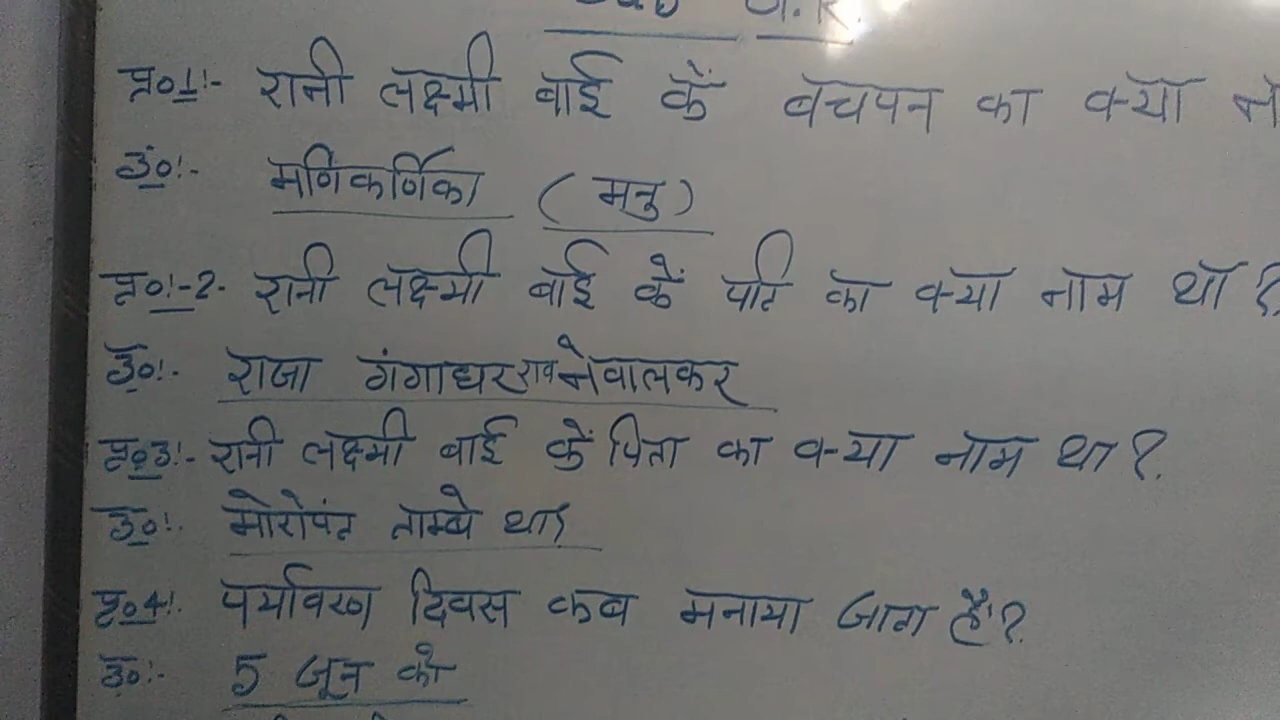 G.K.
प्र०1:- रानी लक्ष्मी बाई कें बचपन का क्या
उ०:- मणिकर्णिका (मनु)
प्र०:-2- रानी लक्ष्मी बाई कें पति का क्या नाम था ?
उ०:- राजा गंगाधर राव नेवालकर
प्र०3:- रानी लक्ष्मी बाई कें पिता का क्या नाम था ?
उ०:- मोरोपंत ताम्बे था।
प्र०4:- पर्यावरण दिवस कब मनाया जाता हैं ?
उ०:- 5 जून को